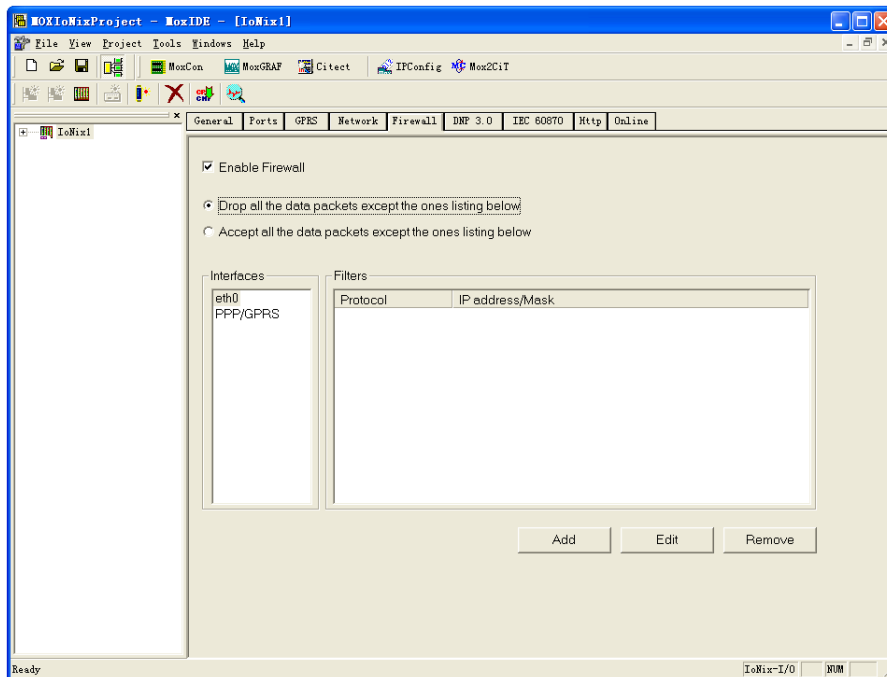 MOXIoNixProject - MoxIDE - [IoNix1]
File View Project Tools Windows Help
MoxCon MOX MoxGRAF Citect IPConfig Mox2CiT
General Ports GPRS Network Firewall DNP 3.0 IEC 60870 Http Online
IoNix1
Enable Firewall
Drop all the data packets except the ones listing below
Accept all the data packets except the ones listing below
Interfaces Filters
eth0 Protocol IP address/Mask
PPP/GPRS
Add Edit Remove
Ready IoNix-I/O NUM